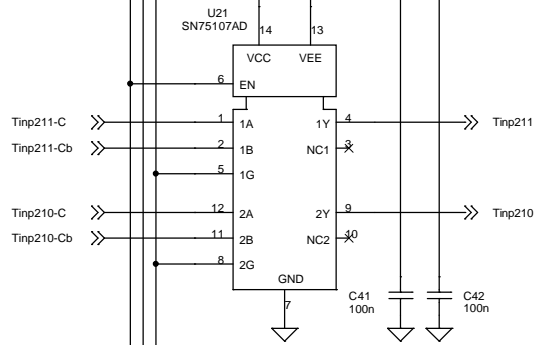 U21
SN75107AD
14 13
VCC VEE
6 EN
Tinp211-C 1 1A 1Y 4 Tinp211
Tinp211-Cb 2 1B NC1 3
5 1G
Tinp210-C 12 2A 2Y 9 Tinp210
Tinp210-Cb 11 2B NC2 10
8 2G
GND
7
C41 C42
100n 100n